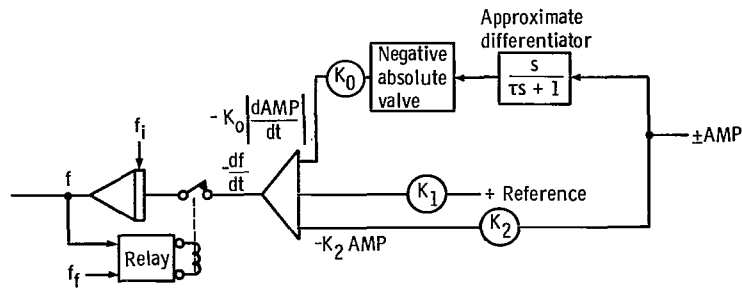 Approximate
differentiator
Negative
absolute
valve
K0
s
τs + 1
- Ko |dAMP
dt|
±AMP
fi
f
-df
dt
K1
+ Reference
K2
-K2 AMP
Relay
ff